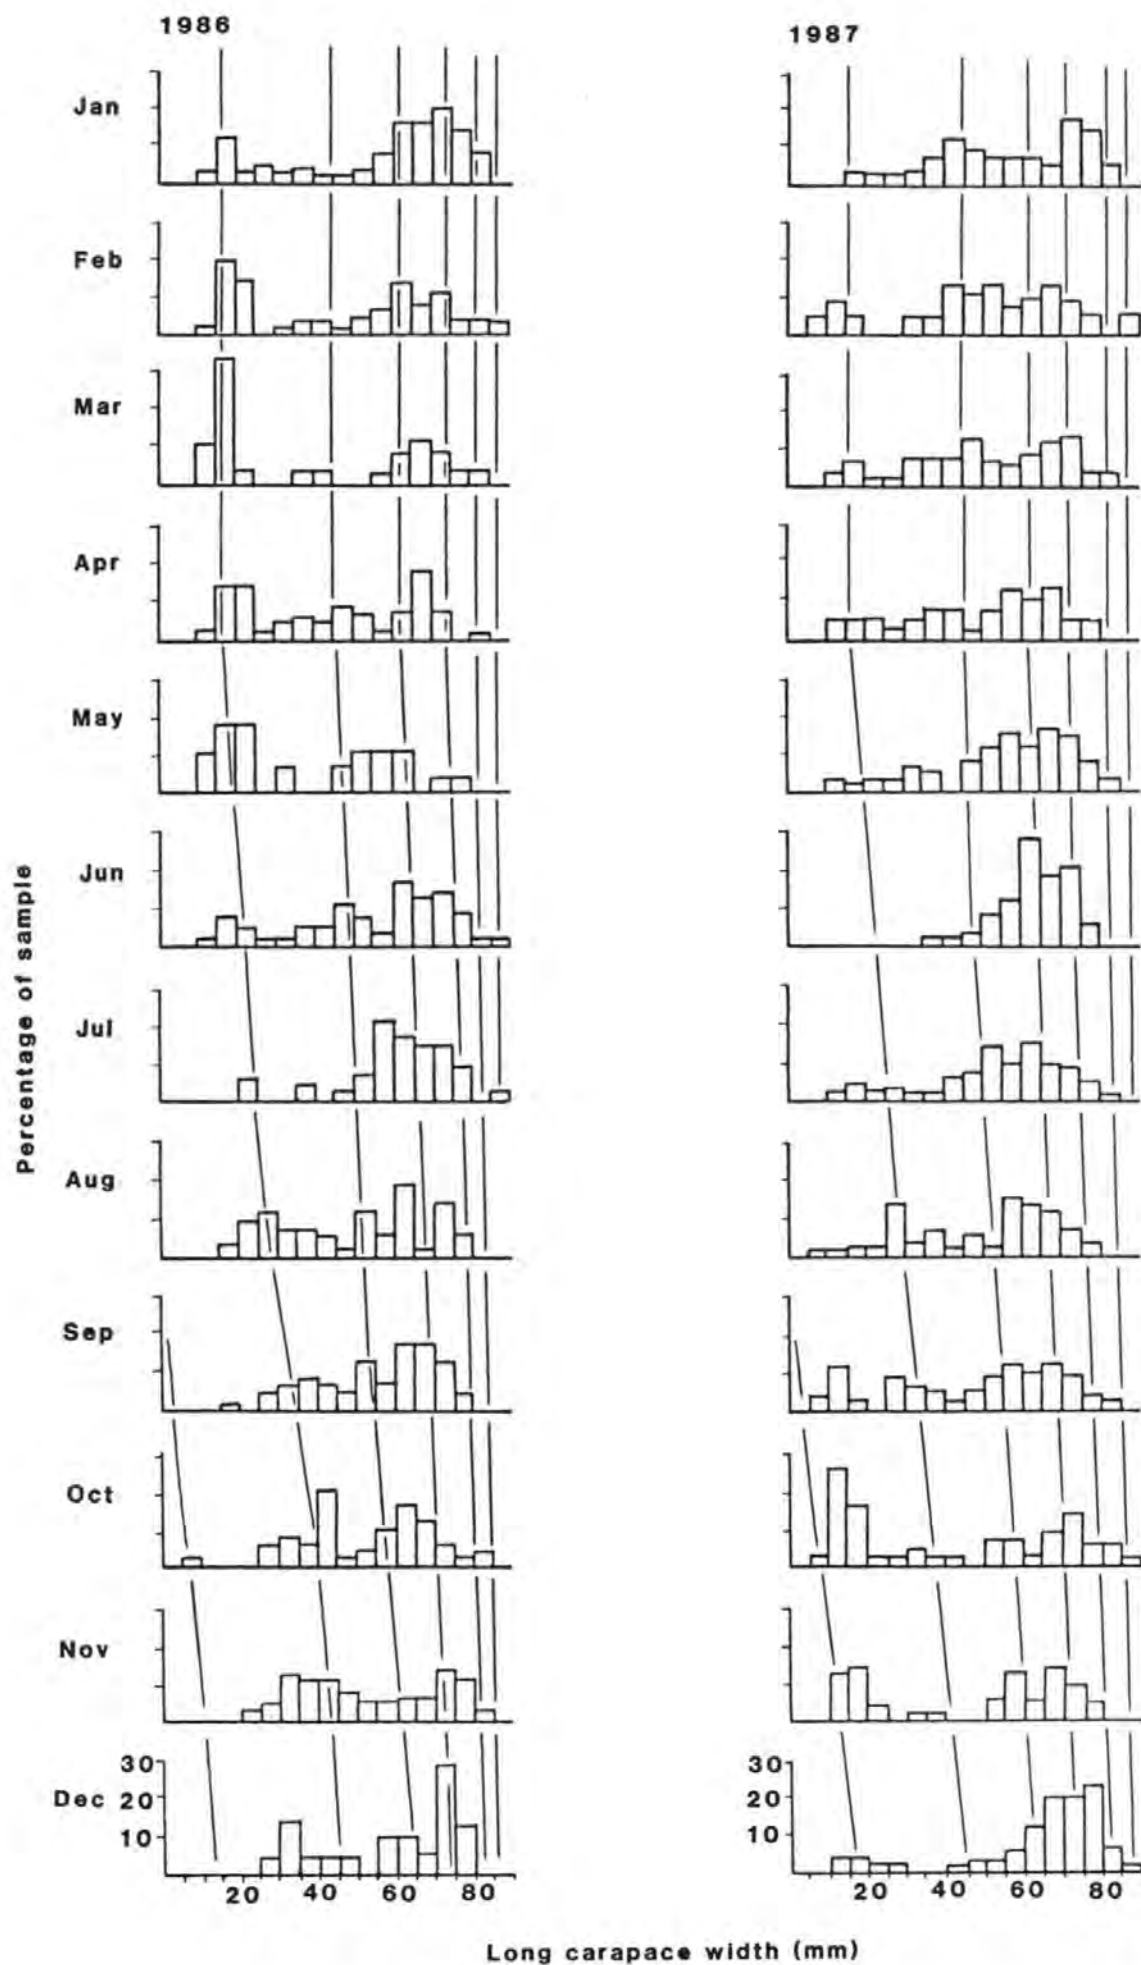 1986
1987
Jan
Feb
Mar
Apr
May
Jun
Jul
Aug
Sep
Oct
Nov
Dec
30
20
10
30
20
10
20 40 60 80
20 40 60 80
Percentage of sample
Long carapace width (mm)